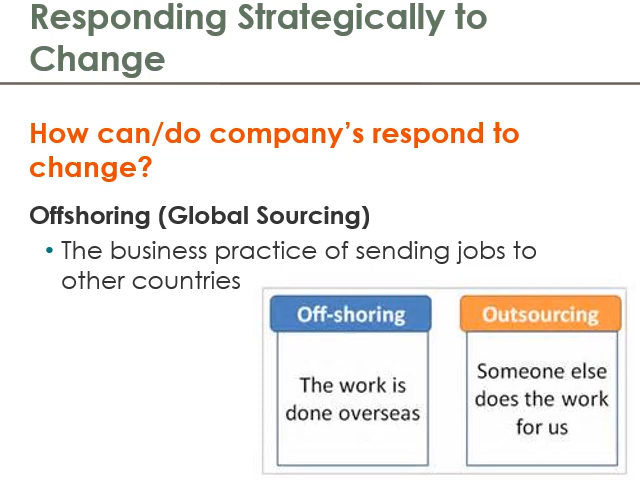 Responding Strategically to
Change
How can/do company’s respond to
change?
Offshoring (Global Sourcing)
• The business practice of sending jobs to
other countries
Off-shoring
The work is
done overseas
Outsourcing
Someone else
does the work
for us